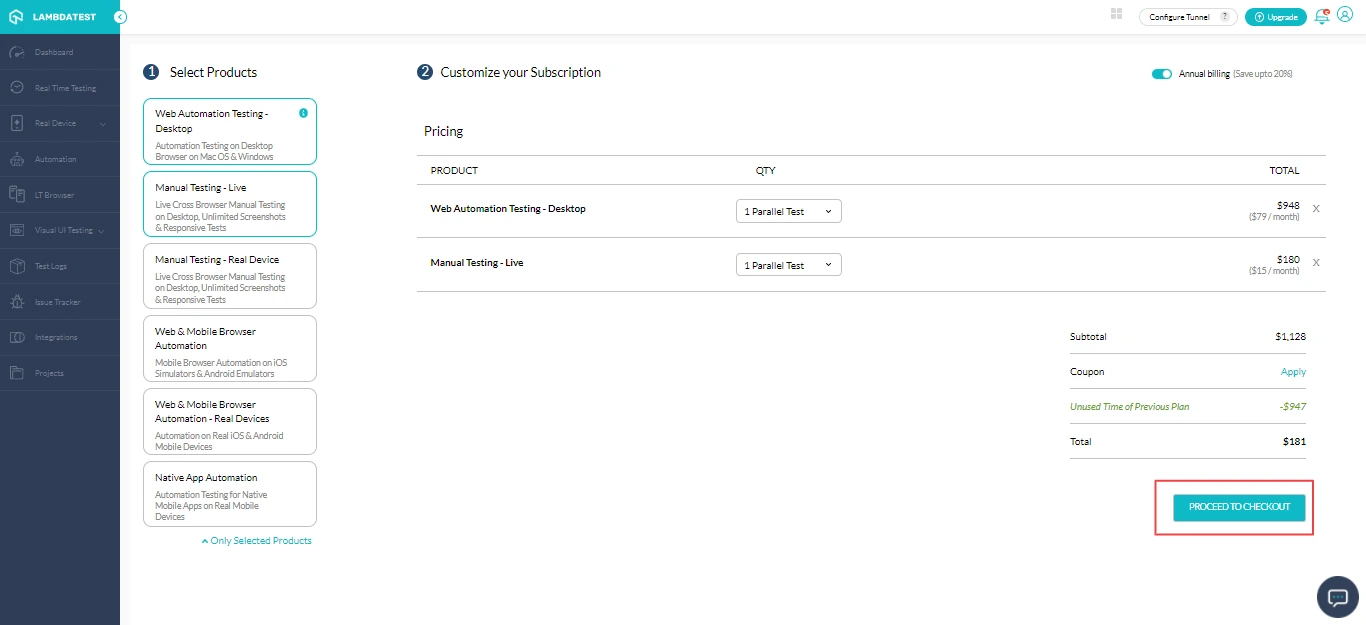 LAMBDATEST
Configure Tunnel ?
Upgrade
Dashboard
Real Time Testing
Real Device
Automation
LT Browser
Visual UI Testing
Test Logs
Issue Tracker
Integrations
Projects
1 Select Products
Web Automation Testing -
Desktop
Automation Testing on Desktop
Browser on Mac OS & Windows
Manual Testing - Live
Live Cross Browser Manual Testing
on Desktop, Unlimited Screenshots
& Responsive Tests
Manual Testing - Real Device
Live Cross Browser Manual Testing
on Desktop, Unlimited Screenshots
& Responsive Tests
Web & Mobile Browser
Automation
Mobile Browser Automation on iOS
Simulators & Android Emulators
Web & Mobile Browser
Automation - Real Devices
Automation on Real iOS & Android
Mobile Devices
Native App Automation
Automation Testing for Native
Mobile Apps on Real Mobile
Devices
Only Selected Products
2 Customize your Subscription
Annual billing (Save upto 20%)
Pricing
PRODUCT QTY TOTAL
Web Automation Testing - Desktop 1 Parallel Test $948 X
($79 / month)
Manual Testing - Live 1 Parallel Test $180 X
($15 / month)
Subtotal $1,128
Coupon Apply
Unused Time of Previous Plan -$947
Total $181
PROCEED TO CHECKOUT